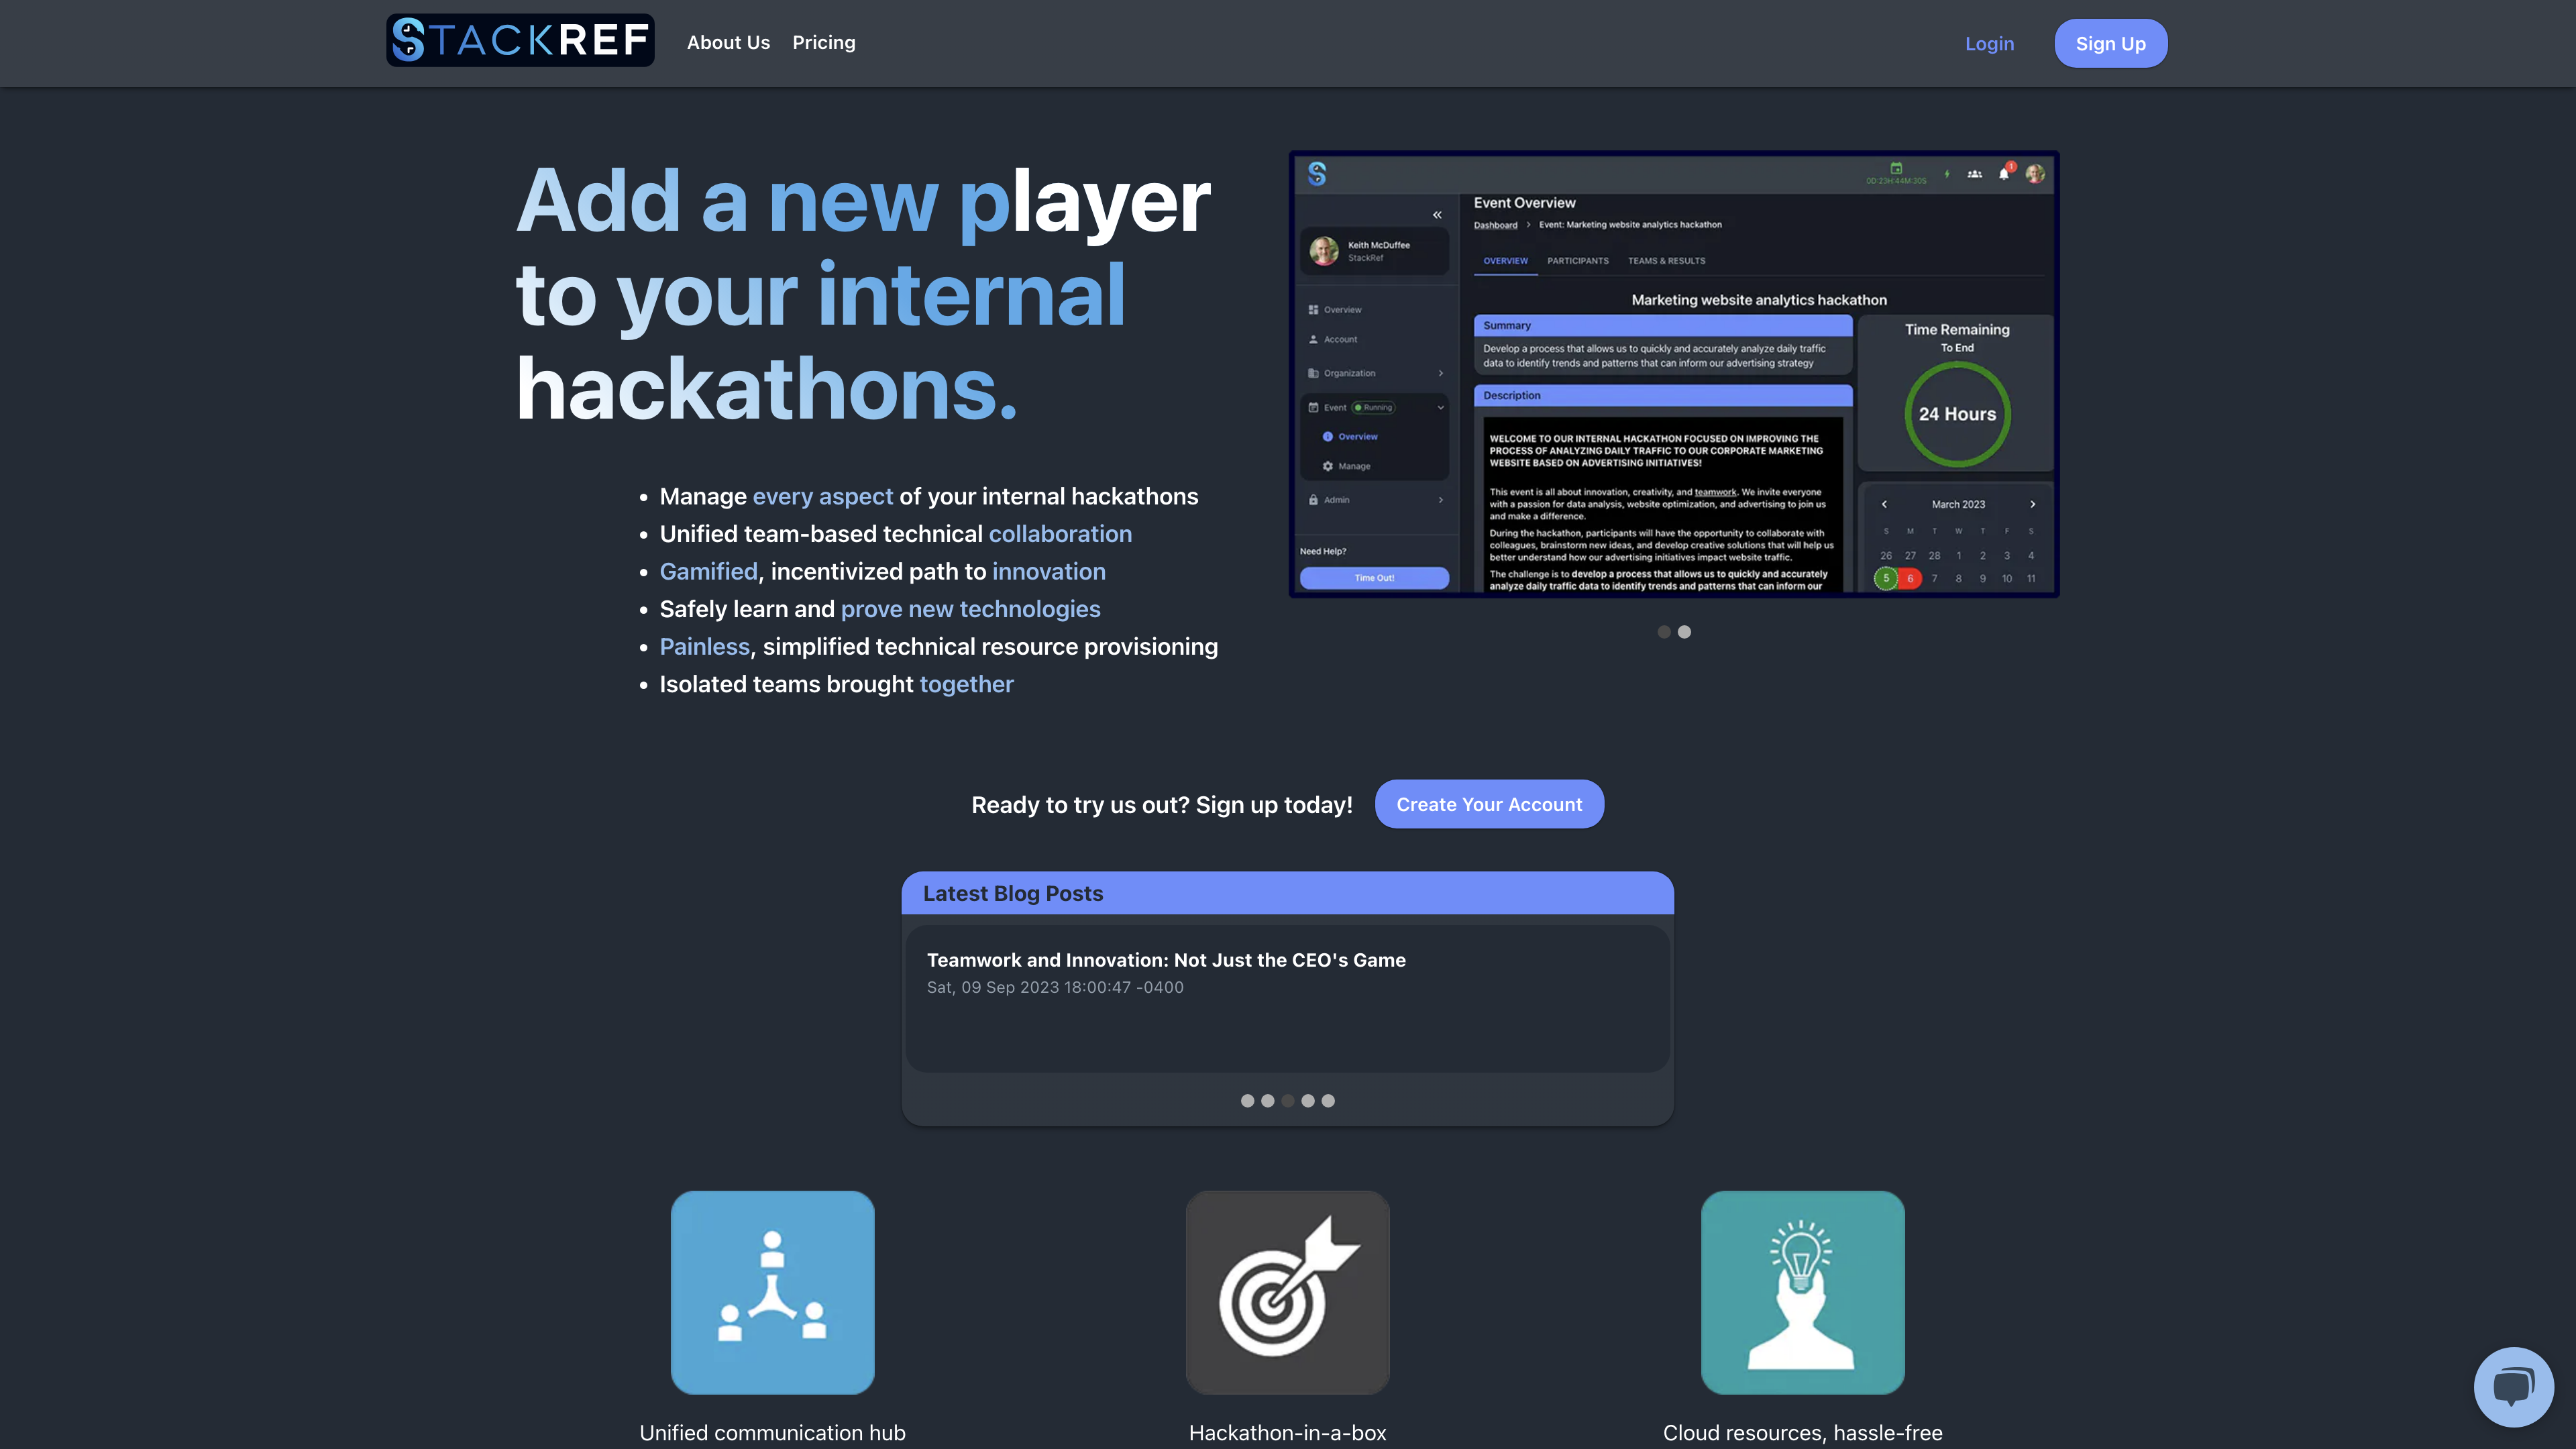 STACKREF
About Us
Pricing
Login
Sign Up
Add a new player
to your internal
hackathons.
Manage every aspect of your internal hackathons
Unified team-based technical collaboration
Gamified, incentivized path to innovation
Safely learn and prove new technologies
Painless, simplified technical resource provisioning
Isolated teams brought together
0D:23H:44M:30S
1
Keith McDuffee
StackRef
Overview
Account
Organization
Event Running
Overview
Manage
Admin
Need Help?
Time Out!
Event Overview
Dashboard > Event: Marketing website analytics hackathon
OVERVIEW PARTICIPANTS TEAMS & RESULTS
Marketing website analytics hackathon
Summary
Develop a process that allows us to quickly and accurately analyze daily traffic
data to identify trends and patterns that can inform our advertising strategy
Description
WELCOME TO OUR INTERNAL HACKATHON FOCUSED ON IMPROVING THE
PROCESS OF ANALYZING DAILY TRAFFIC TO OUR CORPORATE MARKETING
WEBSITE BASED ON ADVERTISING INITIATIVES!
This event is all about innovation, creativity, and teamwork. We invite everyone
with a passion for data analysis, website optimization, and advertising to join us
and make a difference.
During the hackathon, participants will have the opportunity to collaborate with
colleagues, brainstorm new ideas, and develop creative solutions that will help us
better understand how our advertising initiatives impact website traffic.
The challenge is to develop a process that allows us to quickly and accurately
analyze daily traffic data to identify trends and patterns that can inform our
Time Remaining
To End
24 Hours
March 2023
S M T W T F S
26 27 28 1 2 3 4
5 6 7 8 9 10 11
Ready to try us out? Sign up today!
Create Your Account
Latest Blog Posts
Teamwork and Innovation: Not Just the CEO's Game
Sat, 09 Sep 2023 18:00:47 -0400
Unified communication hub
Hackathon-in-a-box
Cloud resources, hassle-free